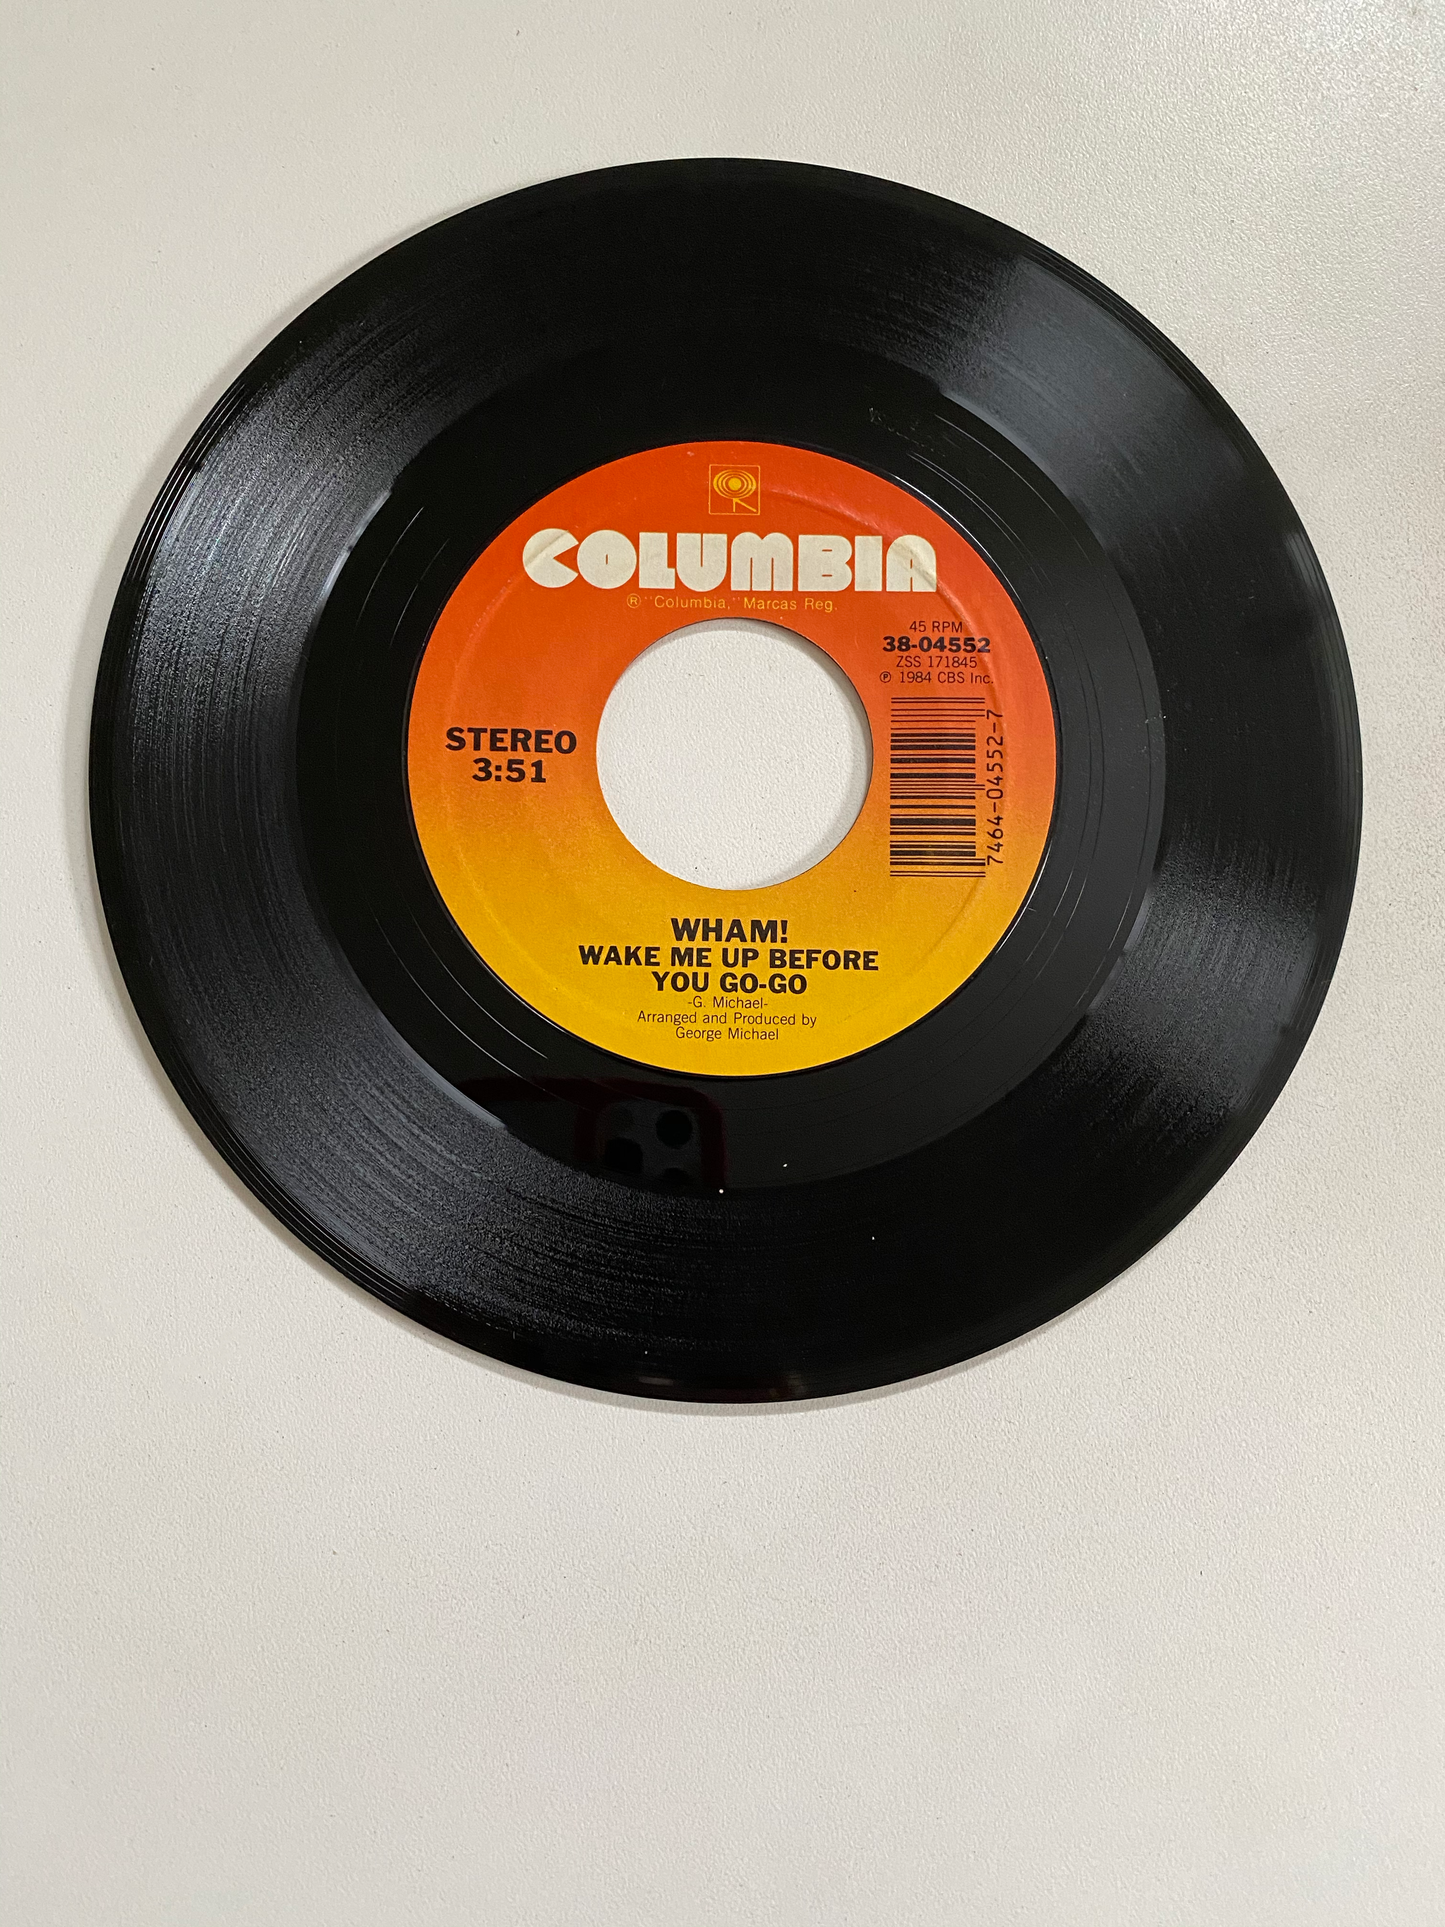 COLUMBIA
® "Columbia," Marcas Reg.
45 RPM
38-04552
ZSS 171845
℗ 1984 CBS Inc.
STEREO
3:51
7464-04552-7
WHAM!
WAKE ME UP BEFORE
YOU GO-GO
-G. Michael-
Arranged and Produced by
George Michael